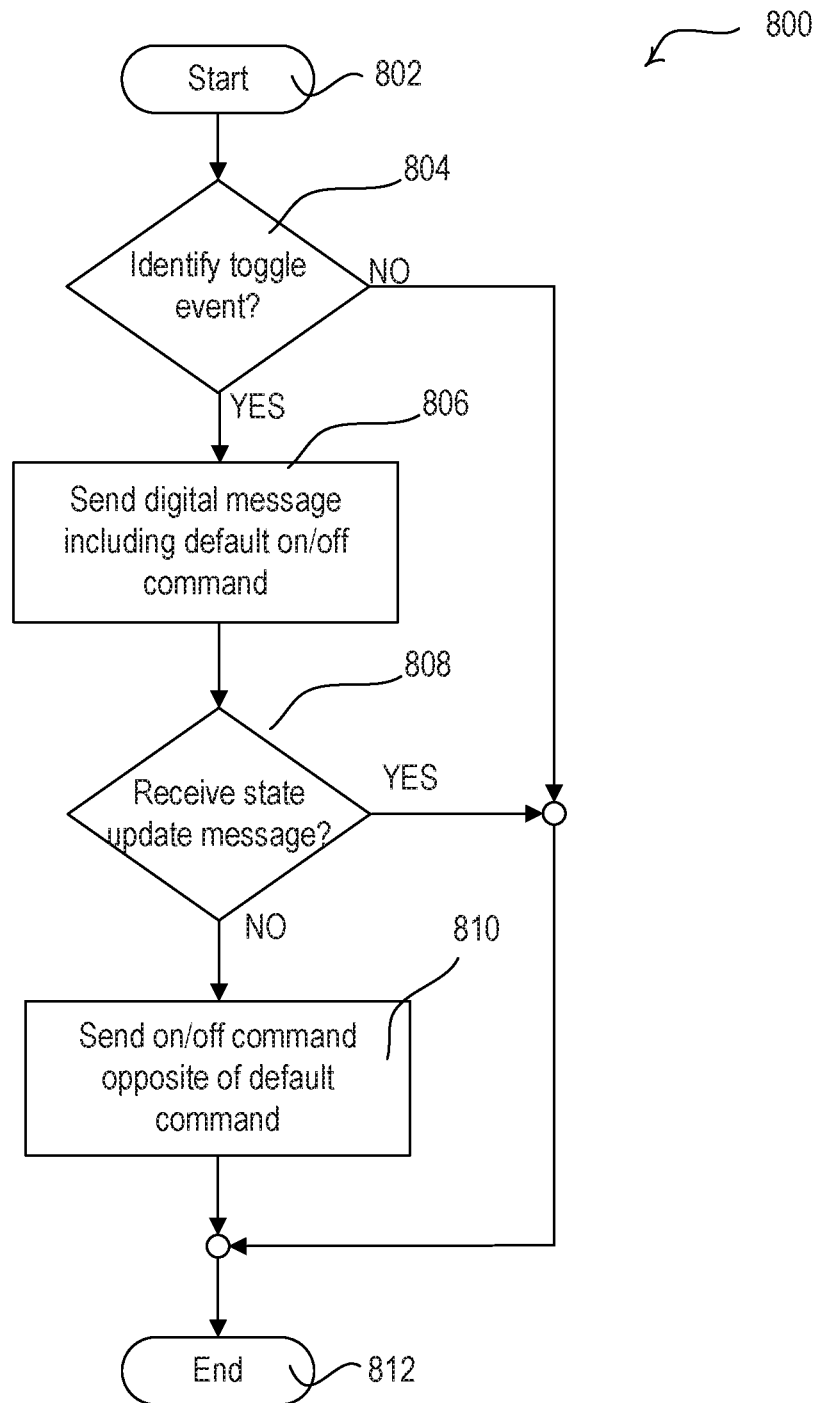 800
Start
802
804
Identify toggle
event?
NO
YES
806
Send digital message
including default on/off
command
808
Receive state
update message?
YES
NO
810
Send on/off command
opposite of default
command
End
812